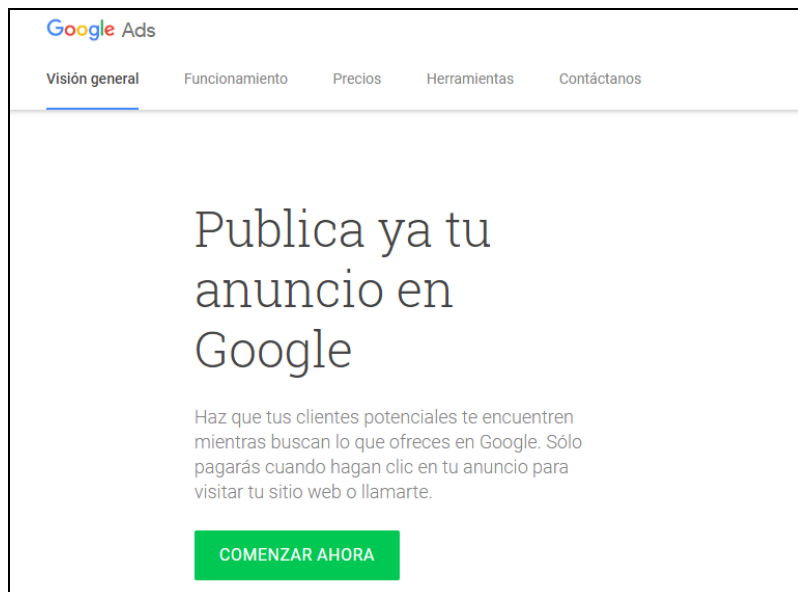 Google Ads
Visión general Funcionamiento Precios Herramientas Contáctanos
Publica ya tu
anuncio en
Google
Haz que tus clientes potenciales te encuentren
mientras buscan lo que ofreces en Google. Sólo
pagarás cuando hagan clic en tu anuncio para
visitar tu sitio web o llamarte.
COMENZAR AHORA